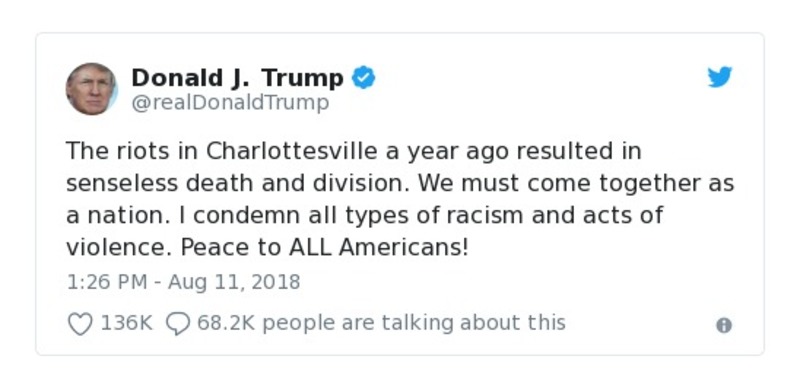 Donald J. Trump
@realDonaldTrump
The riots in Charlottesville a year ago resulted in
senseless death and division. We must come together as
a nation. I condemn all types of racism and acts of
violence. Peace to ALL Americans!
1:26 PM - Aug 11, 2018
136K 68.2K people are talking about this